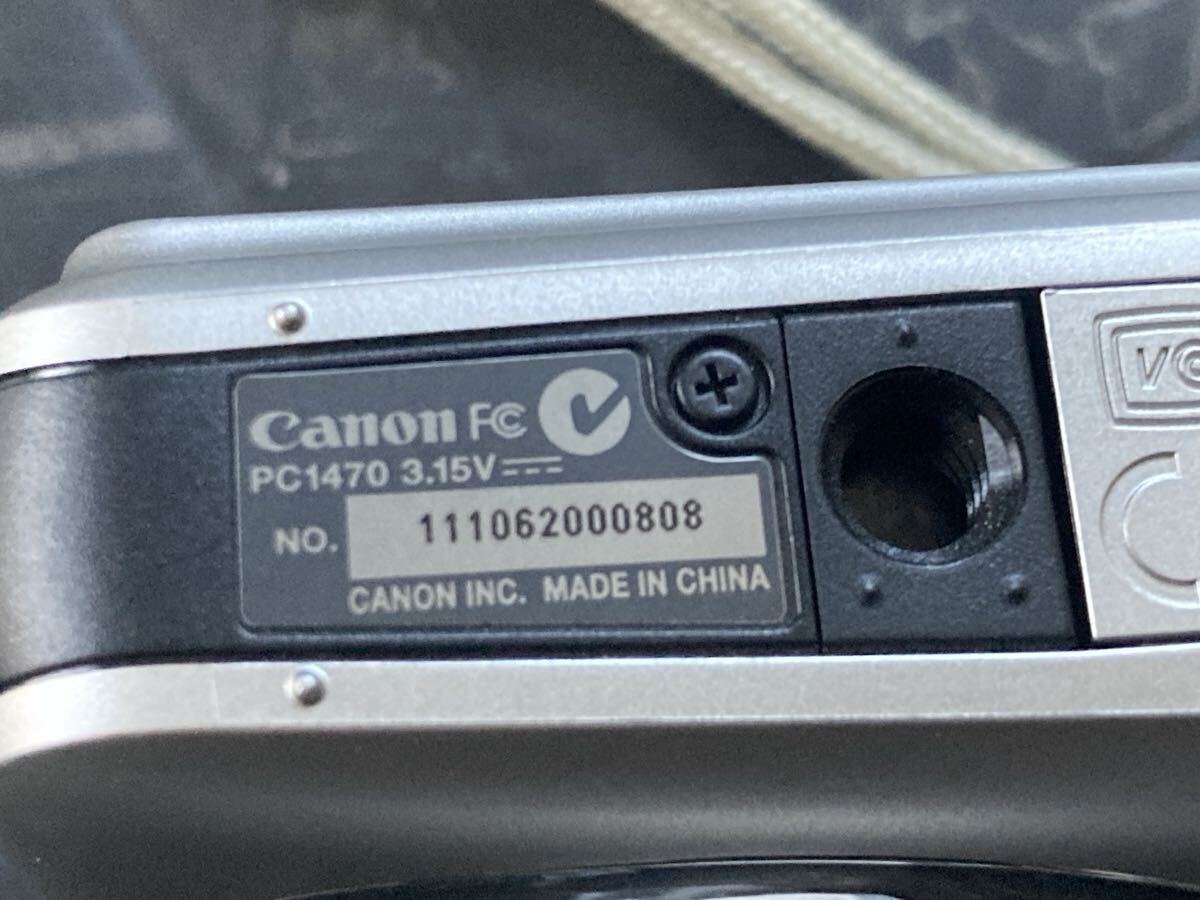 Canon FC
PC1470 3.15V
NO. 111062000808
CANON INC. MADE IN CHINA